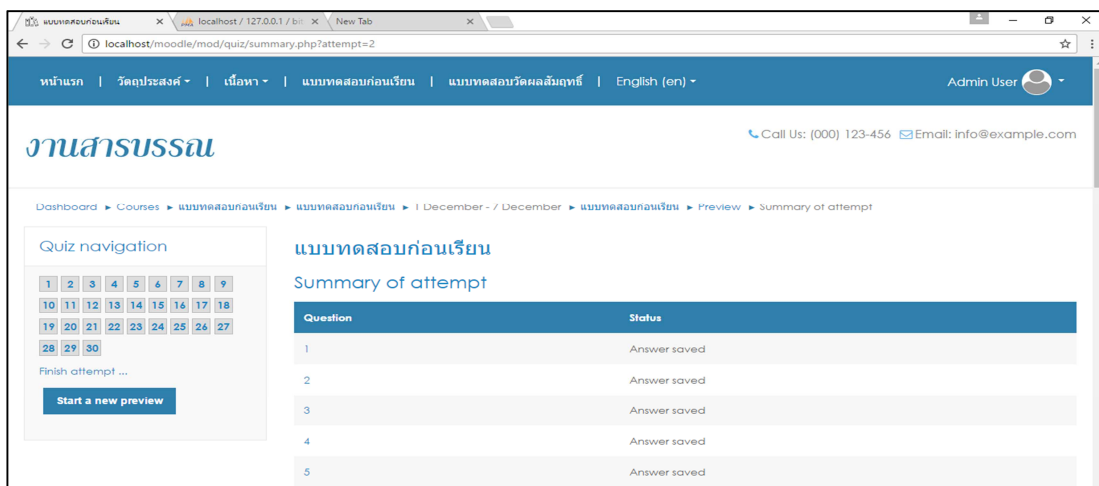 แบบทดสอบก่อนเรียน localhost / 127.0.0.1 / bit New Tab
localhost/moodle/mod/quiz/summary.php?attempt=2
หน้าแรก | วัตถุประสงค์ | เนื้อหา | แบบทดสอบก่อนเรียน | แบบทดสอบวัดผลสัมฤทธิ์ | English (en) Admin User
งานสารบรรณ
Call Us: (000) 123-456 Email: info@example.com
Dashboard ► Courses ► แบบทดสอบก่อนเรียน ► แบบทดสอบก่อนเรียน ► 1 December - 7 December ► แบบทดสอบก่อนเรียน ► Preview ► Summary of attempt
Quiz navigation
1 2 3 4 5 6 7 8 9
10 11 12 13 14 15 16 17 18
19 20 21 22 23 24 25 26 27
28 29 30
Finish attempt ...
Start a new preview
แบบทดสอบก่อนเรียน
Summary of attempt
Question Status
1 Answer saved
2 Answer saved
3 Answer saved
4 Answer saved
5 Answer saved